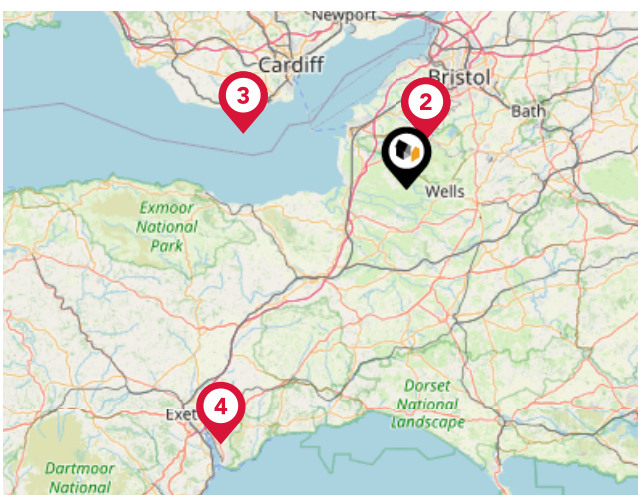 Newport
Cardiff
3
Bristol
2
Bath
Wells
Exmoor
National
Park
4
Exet
Dorset
National
Landscape
Dartmoor
National